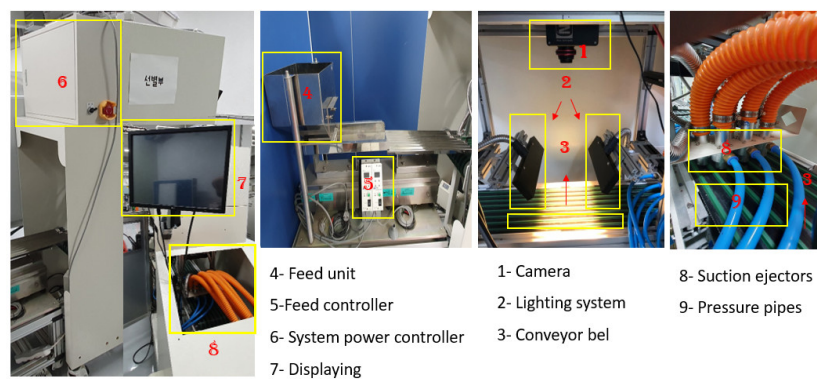 6
선별부
7
8
4
5
1
2
3
8
9
3
4- Feed unit
5-Feed controller
6- System power controller
7- Displaying
1- Camera
2- Lighting system
3- Conveyor bel
8- Suction ejectors
9- Pressure pipes